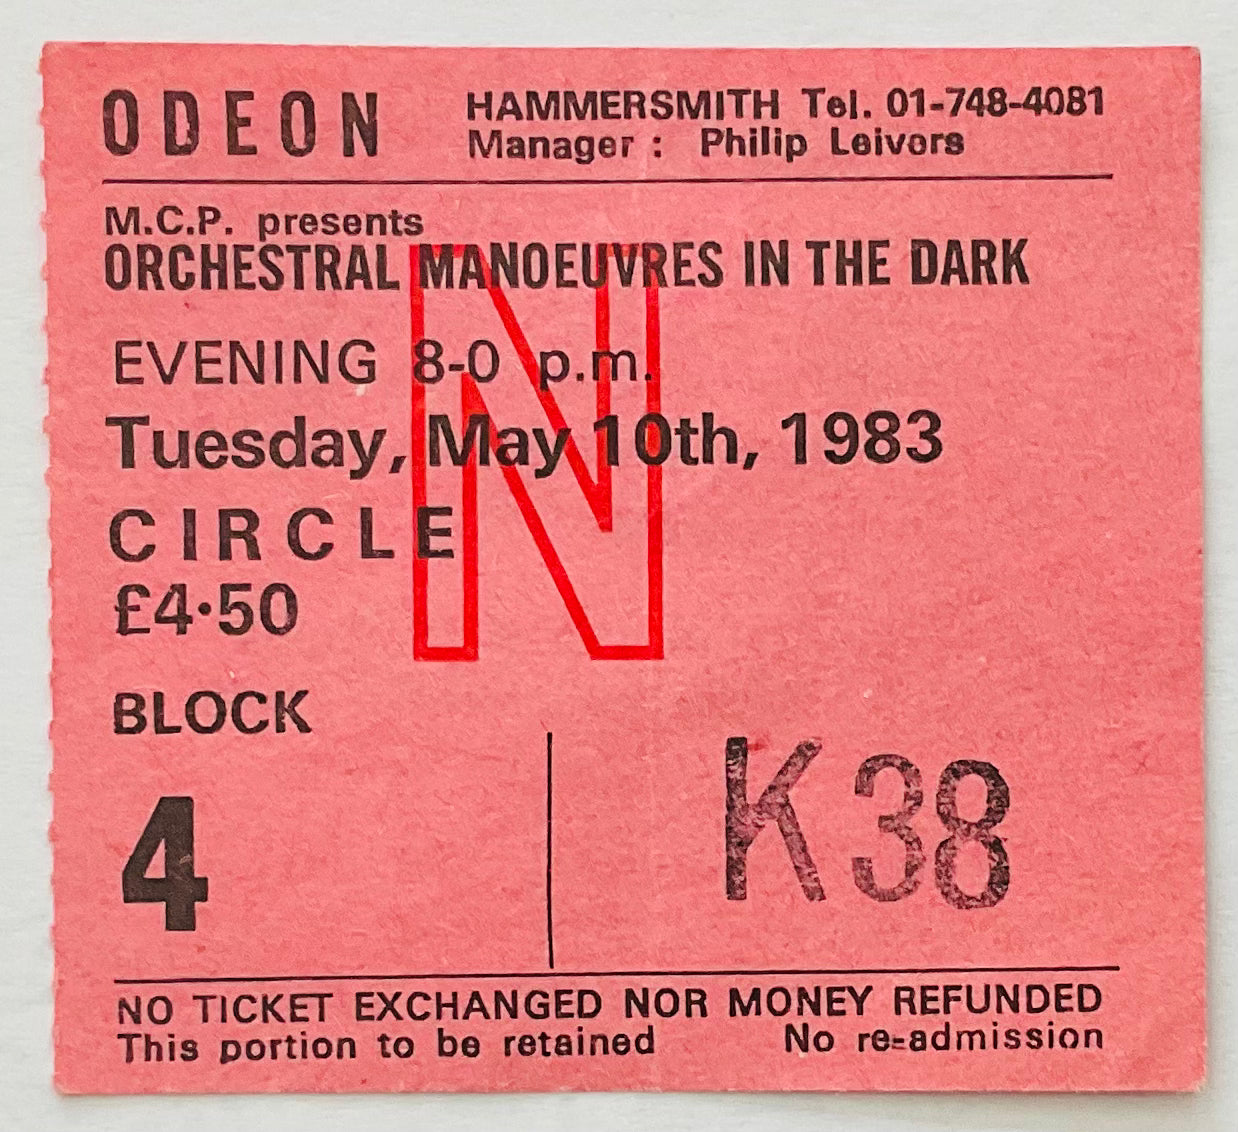 ODEON
HAMMERSMITH Tel. 01-748-4081
Manager : Philip Leivers
M.C.P. presents
ORCHESTRAL MANOEUVRES IN THE DARK
EVENING 8-0 p.m.
Tuesday, May 10th, 1983
CIRCLE
£4·50
N
BLOCK
4
K38
NO TICKET EXCHANGED NOR MONEY REFUNDED
This portion to be retained No re-admission